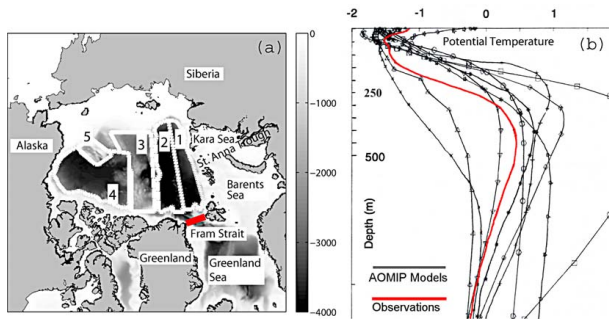 (a)
Siberia
Alaska
5
3
2
1
Kara Sea
St. Anna Trough
4
Barents
Sea
Fram Strait
Greenland
Greenland
Sea
0
−1000
−2000
−3000
−4000
-2
-1
0
1
Potential Temperature
(b)
250
500
Depth (m)
AOMIP Models
Observations